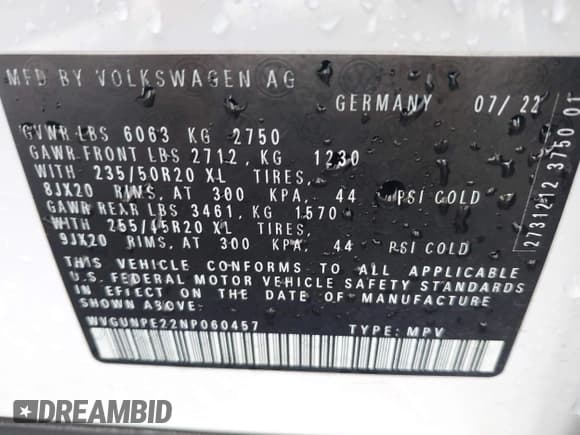 MFD BY VOLKSWAGEN AG
GERMANY 07/22
GVWR LBS 6063 KG 2750
GAWR FRONT LBS 2712, KG 1230
WITH 235/50R20 XL TIRES,
8JX20 RIMS, AT 300 KPA, 44 PSI COLD
GAWR REAR LBS 3461, KG 1570
WITH 255/45R20 XL TIRES,
9JX20 RIMS, AT 300 KPA, 44 PSI COLD
THIS VEHICLE CONFORMS TO ALL APPLICABLE
U.S. FEDERAL MOTOR VEHICLE SAFETY STANDARDS
IN EFFECT ON THE DATE OF MANUFACTURE
SHOWN ABOVE.
WVGUNPE22NP060457 TYPE: MPV
2731212 3750 01
DREAMBID